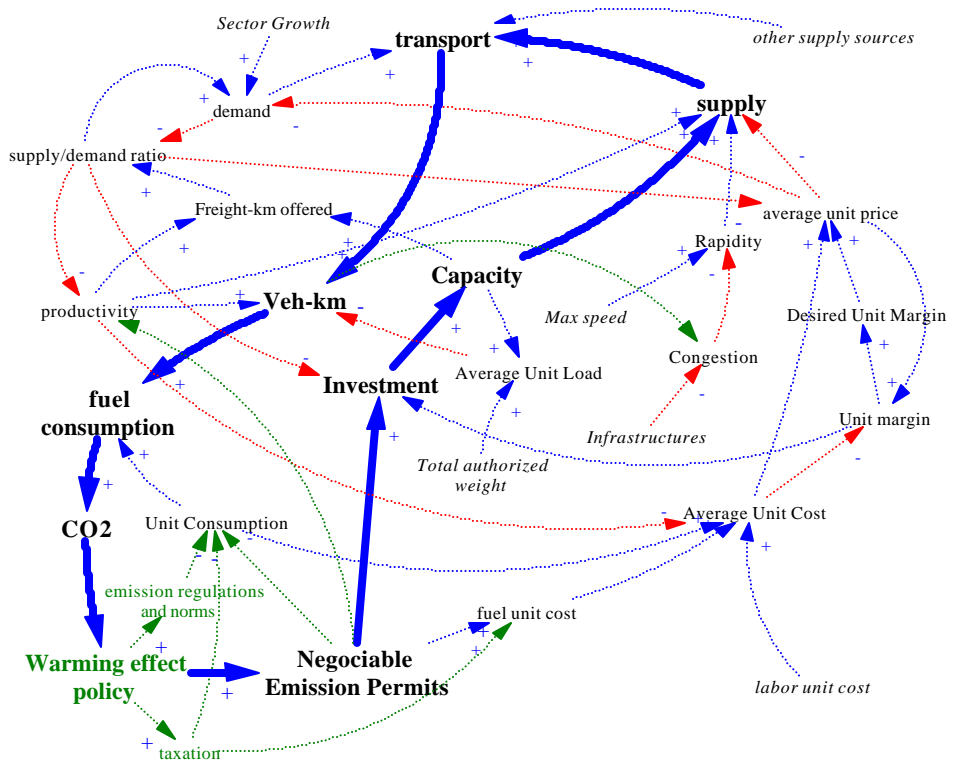 Sector Growth
other supply sources
transport
supply
demand
supply/demand ratio
Freight-km offered
average unit price
Rapidity
Capacity
productivity
Veh-km
Max speed
Desired Unit Margin
Congestion
Average Unit Load
Investment
fuel
consumption
Unit margin
Infrastructures
Total authorized
weight
Unit Consumption
Average Unit Cost
CO2
emission regulations
and norms
fuel unit cost
Warming effect
policy
Negociable
Emission Permits
labor unit cost
taxation